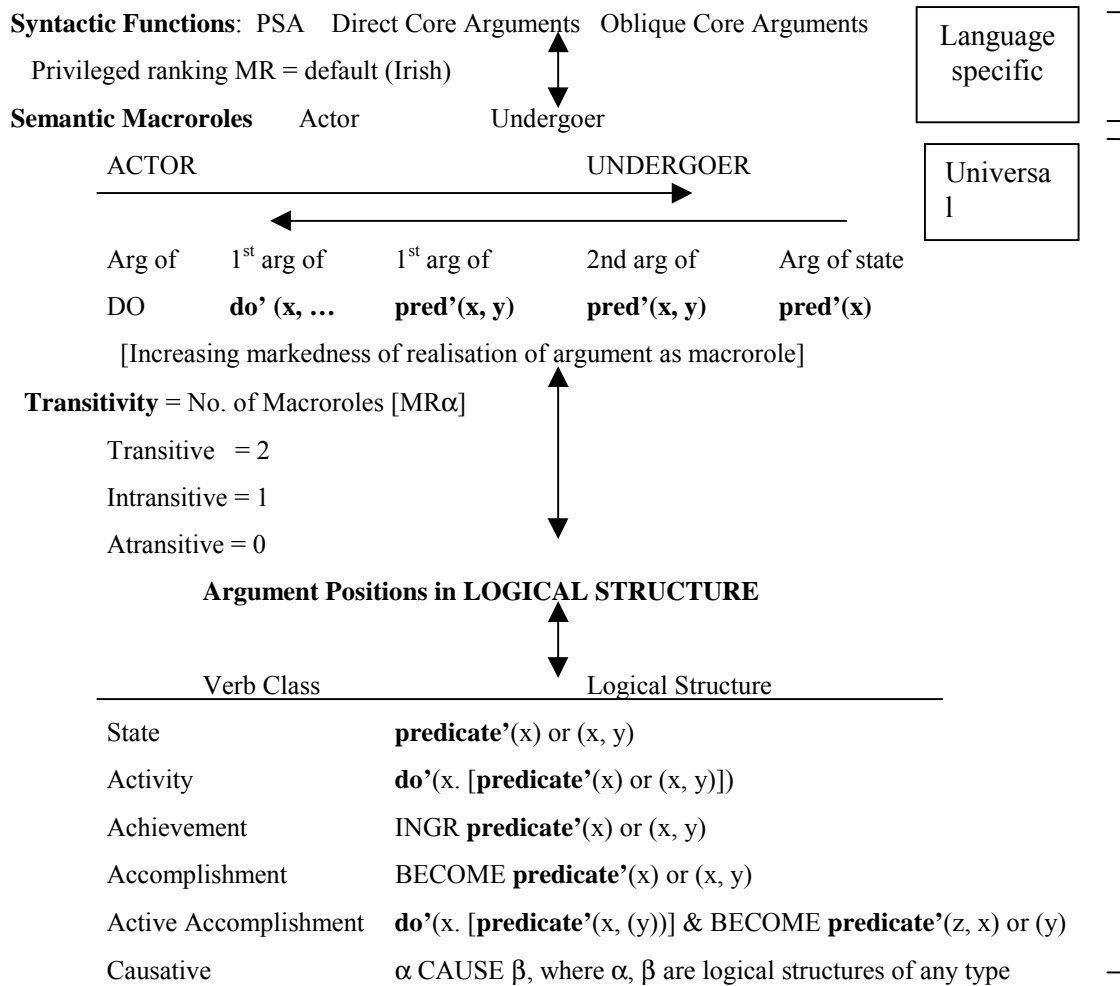 Syntactic Functions: PSA Direct Core Arguments Oblique Core Arguments
Language
specific
Privileged ranking MR = default (Irish)
Semantic Macroroles Actor Undergoer
ACTOR UNDERGOER
Universa
l
Arg of 1st arg of 1st arg of 2nd arg of Arg of state
DO do’ (x, … pred’(x, y) pred’(x, y) pred’(x)
[Increasing markedness of realisation of argument as macrorole]
Transitivity = No. of Macroroles [MRα]
Transitive = 2
Intransitive = 1
Atransitive = 0
Argument Positions in LOGICAL STRUCTURE
Verb Class Logical Structure
State predicate’(x) or (x, y)
Activity do’(x. [predicate’(x) or (x, y)])
Achievement INGR predicate’(x) or (x, y)
Accomplishment BECOME predicate’(x) or (x, y)
Active Accomplishment do’(x. [predicate’(x, (y))] & BECOME predicate’(z, x) or (y)
Causative α CAUSE β, where α, β are logical structures of any type